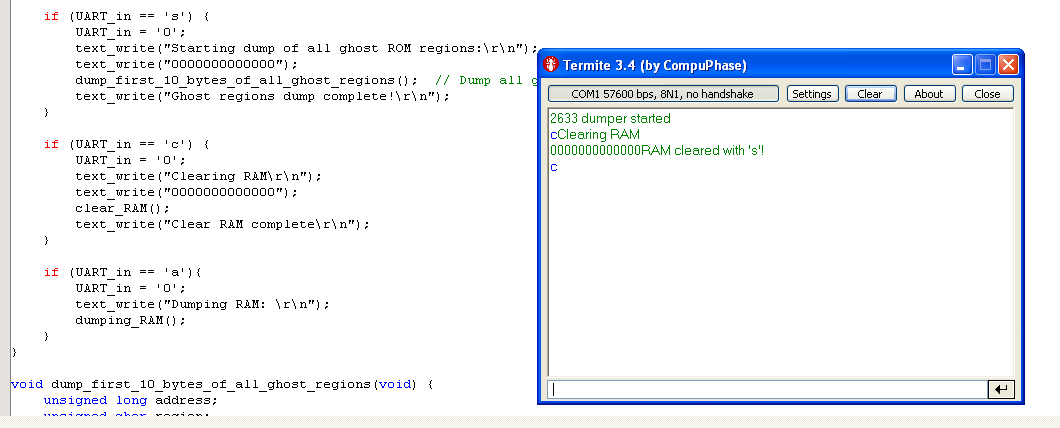 if (UART_in == 's') {
UART_in = '0';
text_write("Starting dump of all ghost ROM regions:\r\n");
text_write("0000000000000");
dump_first_10_bytes_of_all_ghost_regions();  // Dump all g
text_write("Ghost regions dump complete!\r\n");
}
if (UART_in == 'c') {
UART_in = '0';
text_write("Clearing RAM\r\n");
text_write("0000000000000");
clear_RAM();
text_write("Clear RAM complete\r\n");
}
if (UART_in == 'a'){
UART_in = '0';
text_write("Dumping RAM: \r\n");
dumping_RAM();
}
}
void dump_first_10_bytes_of_all_ghost_regions(void) {
unsigned long address;
unsigned char region;
Termite 3.4 (by CompuPhase)
COM1 57600 bps, 8N1, no handshake
Settings
Clear
About
Close
2633 dumper started
cClearing RAM
0000000000000RAM cleared with 's'!
c